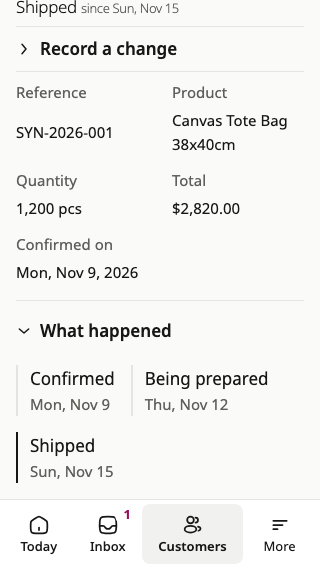 Shipped since Sun, Nov 15
Record a change
Reference
Product
SYN-2026-001
Canvas Tote Bag
38x40cm
Quantity
Total
1,200 pcs
$2,820.00
Confirmed on
Mon, Nov 9, 2026
What happened
Confirmed
Mon, Nov 9
Being prepared
Thu, Nov 12
Shipped
Sun, Nov 15
Today
Inbox 1
Customers
More